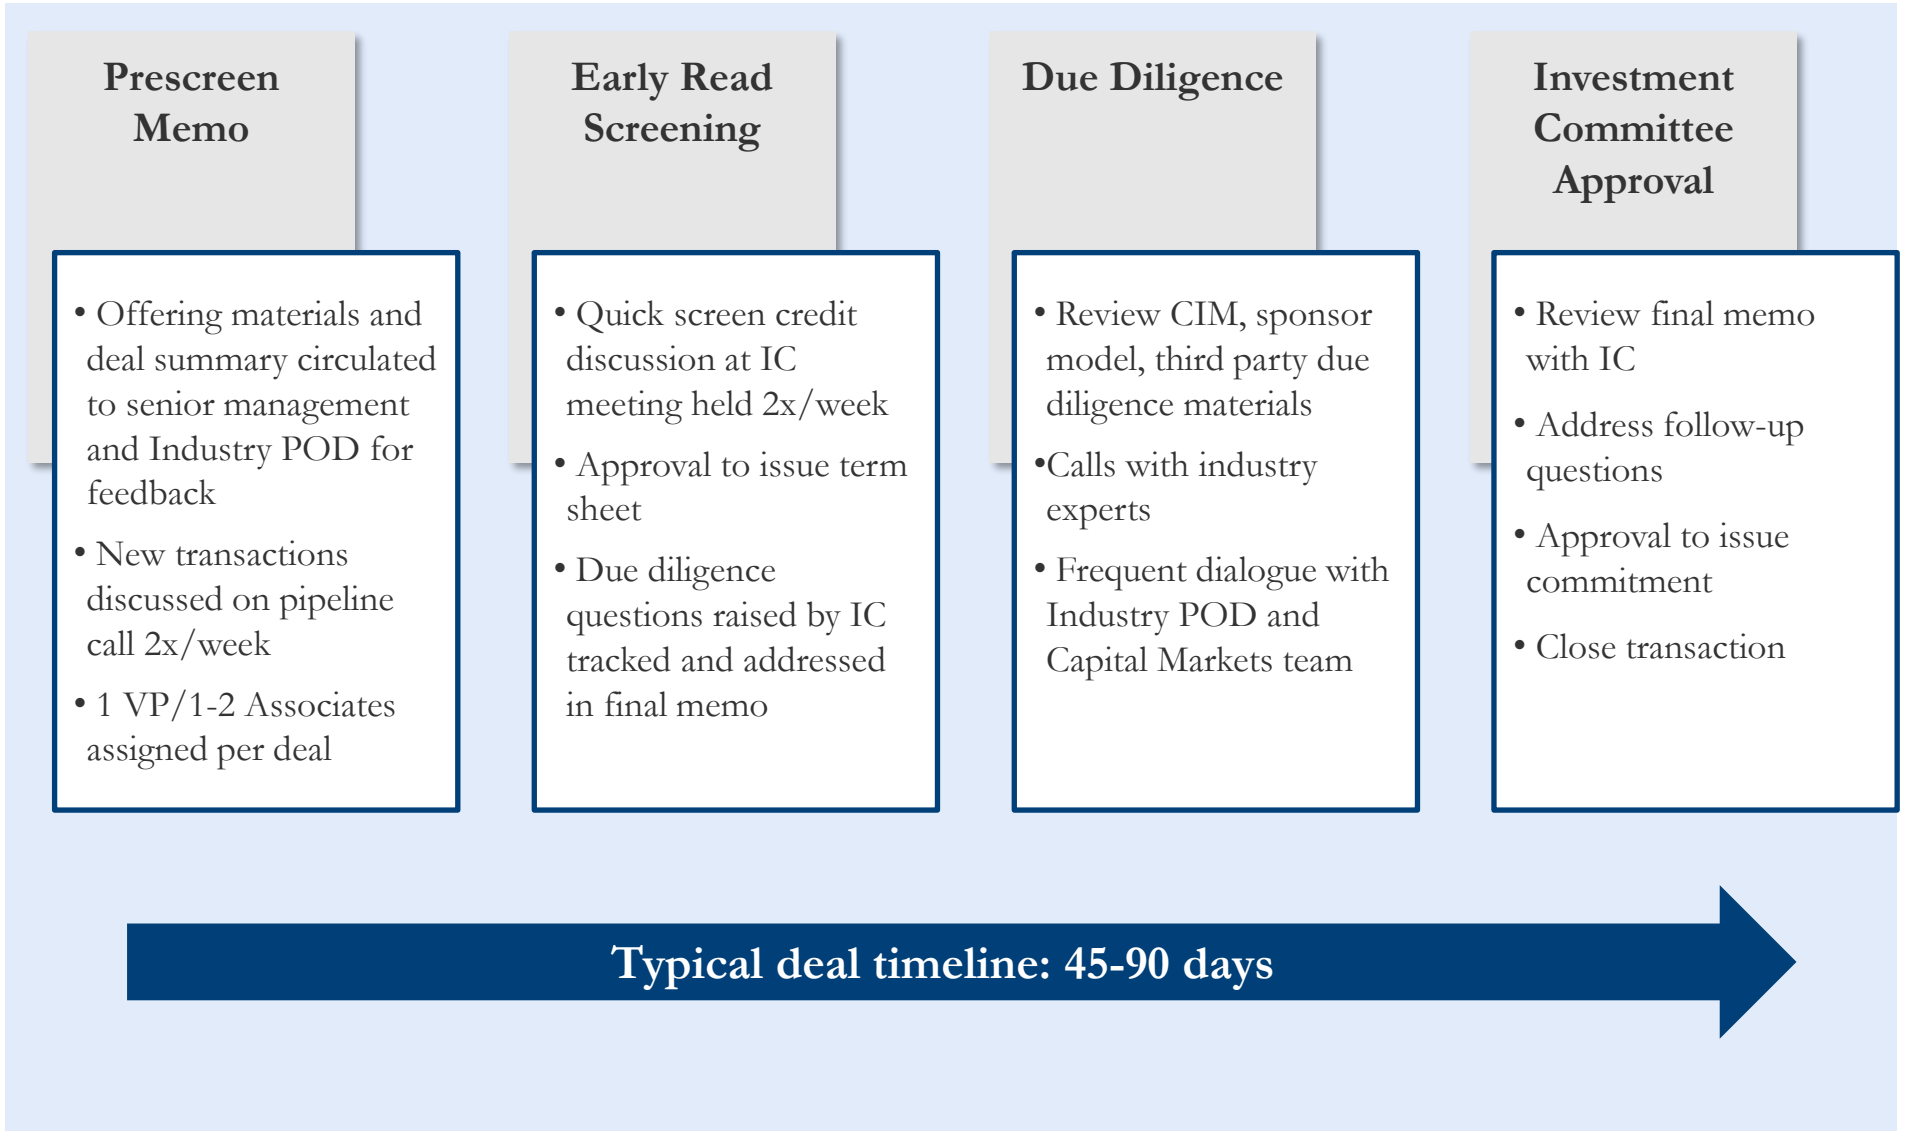 Prescreen
Memo
• Offering materials and
deal summary circulated
to senior management
and Industry POD for
feedback
• New transactions
discussed on pipeline
call 2x/week
• 1 VP/1-2 Associates
assigned per deal
Early Read
Screening
• Quick screen credit
discussion at IC
meeting held 2x/week
• Approval to issue term
sheet
• Due diligence
questions raised by IC
tracked and addressed
in final memo
Due Diligence
• Review CIM, sponsor
model, third party due
diligence materials
•Calls with industry
experts
• Frequent dialogue with
Industry POD and
Capital Markets team
Investment
Committee
Approval
• Review final memo
with IC
• Address follow-up
questions
• Approval to issue
commitment
• Close transaction
Typical deal timeline: 45-90 days